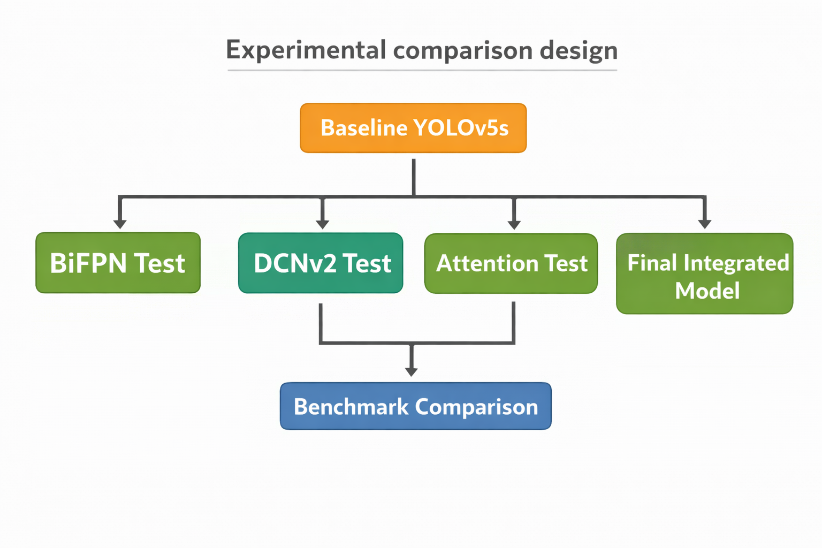 Experimental comparison design
Baseline YOLOv5s
BiFPN Test
DCNv2 Test
Attention Test
Final Integrated
Model
Benchmark Comparison